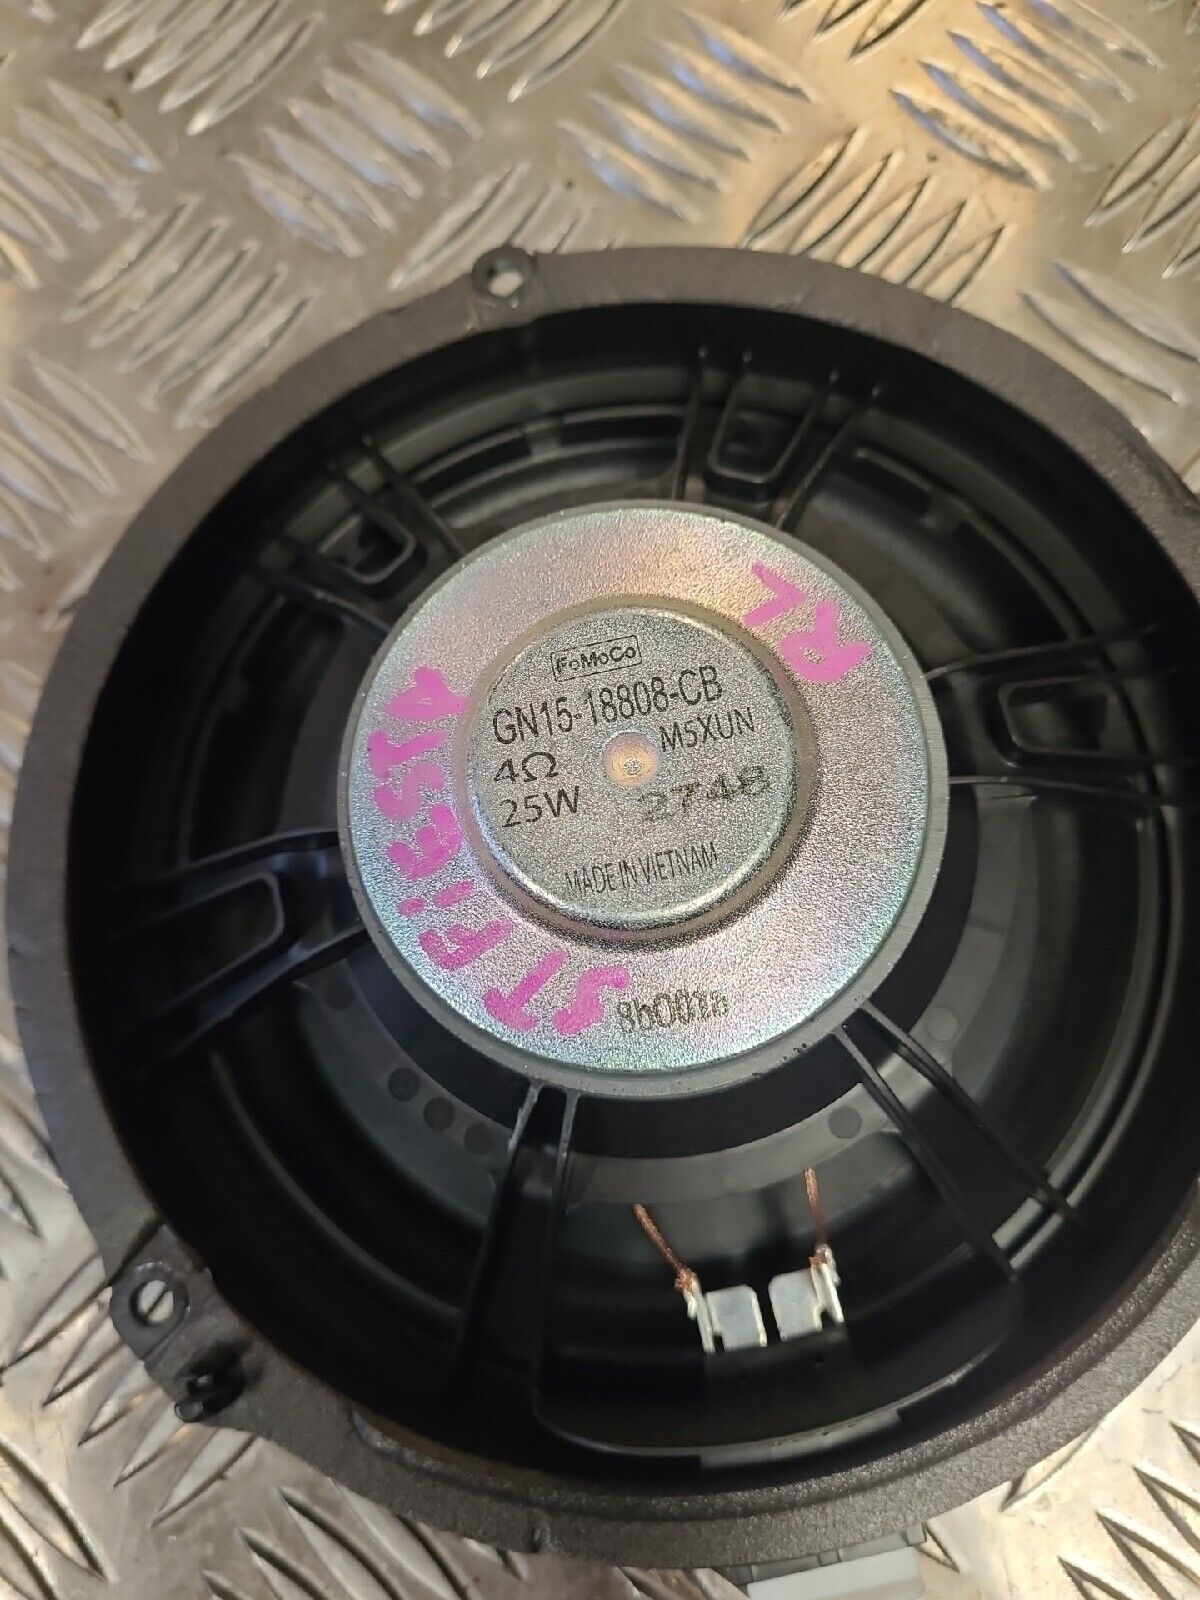 FoMoCo
GN15-18808-CB
4Ω M5XUN
25W 2748
MADE IN VIETNAM
ST FiESTA
RL